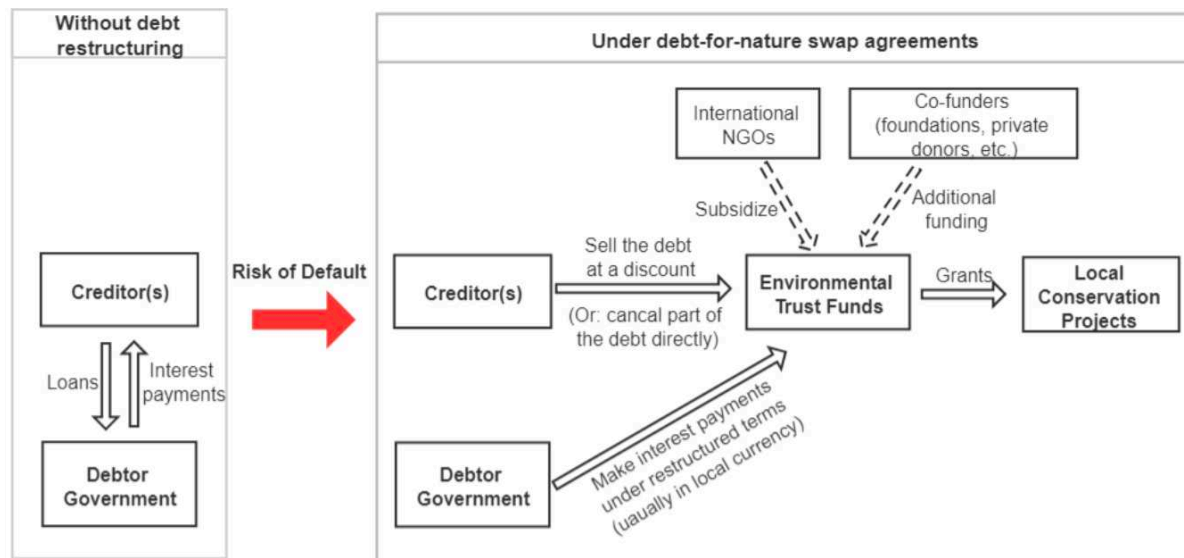 Without debt
restructuring
Creditor(s)
Loans
Interest
payments
Debtor
Government
Risk of Default
Under debt-for-nature swap agreements
International
NGOs
Co-funders
(foundations, private
donors, etc.)
Subsidize
Additional
funding
Creditor(s)
Sell the debt
at a discount
(Or: cancal part of
the debt directly)
Environmental
Trust Funds
Grants
Local
Conservation
Projects
Debtor
Government
Make interest payments
under restructured terms
(uaually in local currency)